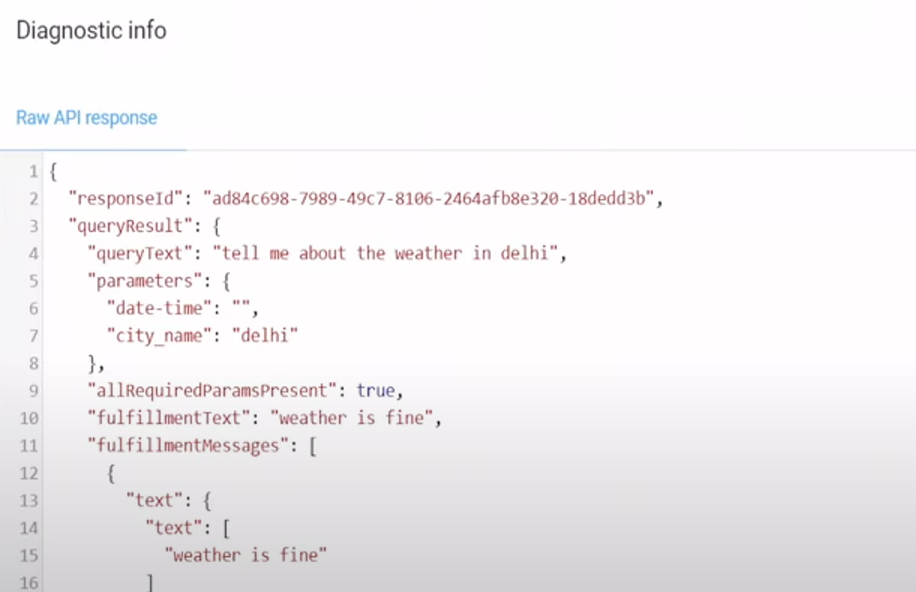 Diagnostic info
Raw API response
1 {
2 "responseId": "ad84c698-7989-49c7-8106-2464afb8e320-18dedd3b",
3 "queryResult": {
4 "queryText": "tell me about the weather in delhi",
5 "parameters": {
6 "date-time": "",
7 "city_name": "delhi"
8 },
9 "allRequiredParamsPresent": true,
10 "fulfillmentText": "weather is fine",
11 "fulfillmentMessages": [
12 {
13 "text": {
14 "text": [
15 "weather is fine"
16 ]